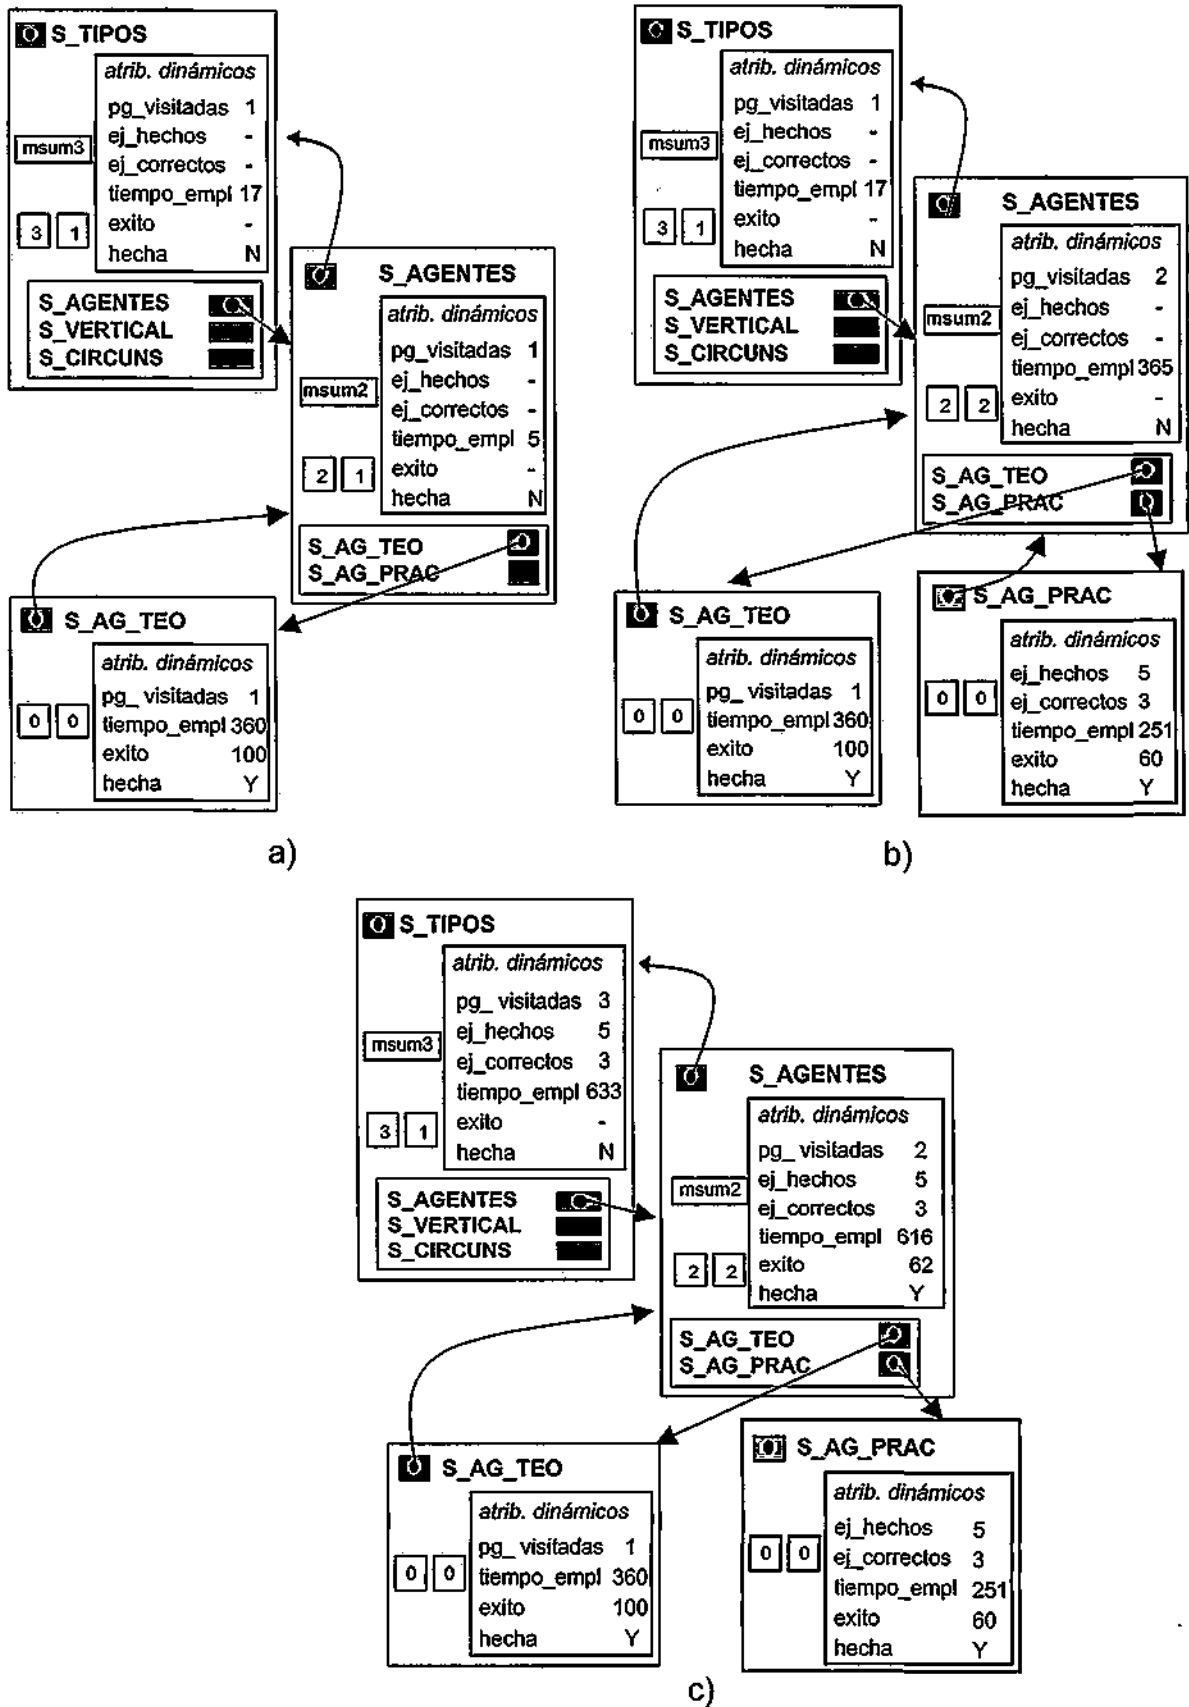 S_TIPOS
atrib. dinámicos
pg_visitadas 1
ej_hechos -
msum3
ej_correctos -
tiempo_empl 17
3 1
exito -
hecha N
S_AGENTES
S_VERTICAL
S_CIRCUNS
S_AGENTES
atrib. dinámicos
pg_visitadas 1
ej_hechos -
msum2
ej_correctos -
tiempo_empl 5
2 1
exito -
hecha N
S_AG_TEO
S_AG_PRAC
S_AG_TEO
atrib. dinámicos
pg_ visitadas 1
0 0
tiempo_empl 360
exito 100
hecha Y
a)
S_TIPOS
atrib. dinámicos
pg_visitadas 1
ej_hechos -
msum3
ej_correctos -
tiempo_empl 17
3 1
exito -
hecha N
S_AGENTES
S_VERTICAL
S_CIRCUNS
S_AGENTES
atrib. dinámicos
pg_visitadas 2
ej_hechos -
msum2
ej_correctos -
tiempo_empl 365
2 2
exito -
hecha N
S_AG_TEO
S_AG_PRAC
S_AG_TEO
atrib. dinámicos
pg_ visitadas 1
0 0
tiempo_empl 360
exito 100
hecha Y
S_AG_PRAC
atrib. dinámicos
ej_hechos 5
0 0
ej_correctos 3
tiempo_empl 251
exito 60
hecha Y
b)
S_TIPOS
atrib. dinámicos
pg_ visitadas 3
ej_hechos 5
msum3
ej_correctos 3
tiempo_empl 633
3 1
exito -
hecha N
S_AGENTES
S_VERTICAL
S_CIRCUNS
S_AGENTES
atrib. dinámicos
pg_ visitadas 2
ej_hechos 5
msum2
ej_correctos 3
tiempo_empl 616
2 2
exito 62
hecha Y
S_AG_TEO
S_AG_PRAC
S_AG_TEO
atrib. dinámicos
pg_ visitadas 1
0 0
tiempo_empl 360
exito 100
hecha Y
S_AG_PRAC
atrib. dinámicos
ej_hechos 5
0 0
ej_correctos 3
tiempo_empl 251
exito 60
hecha Y
c)